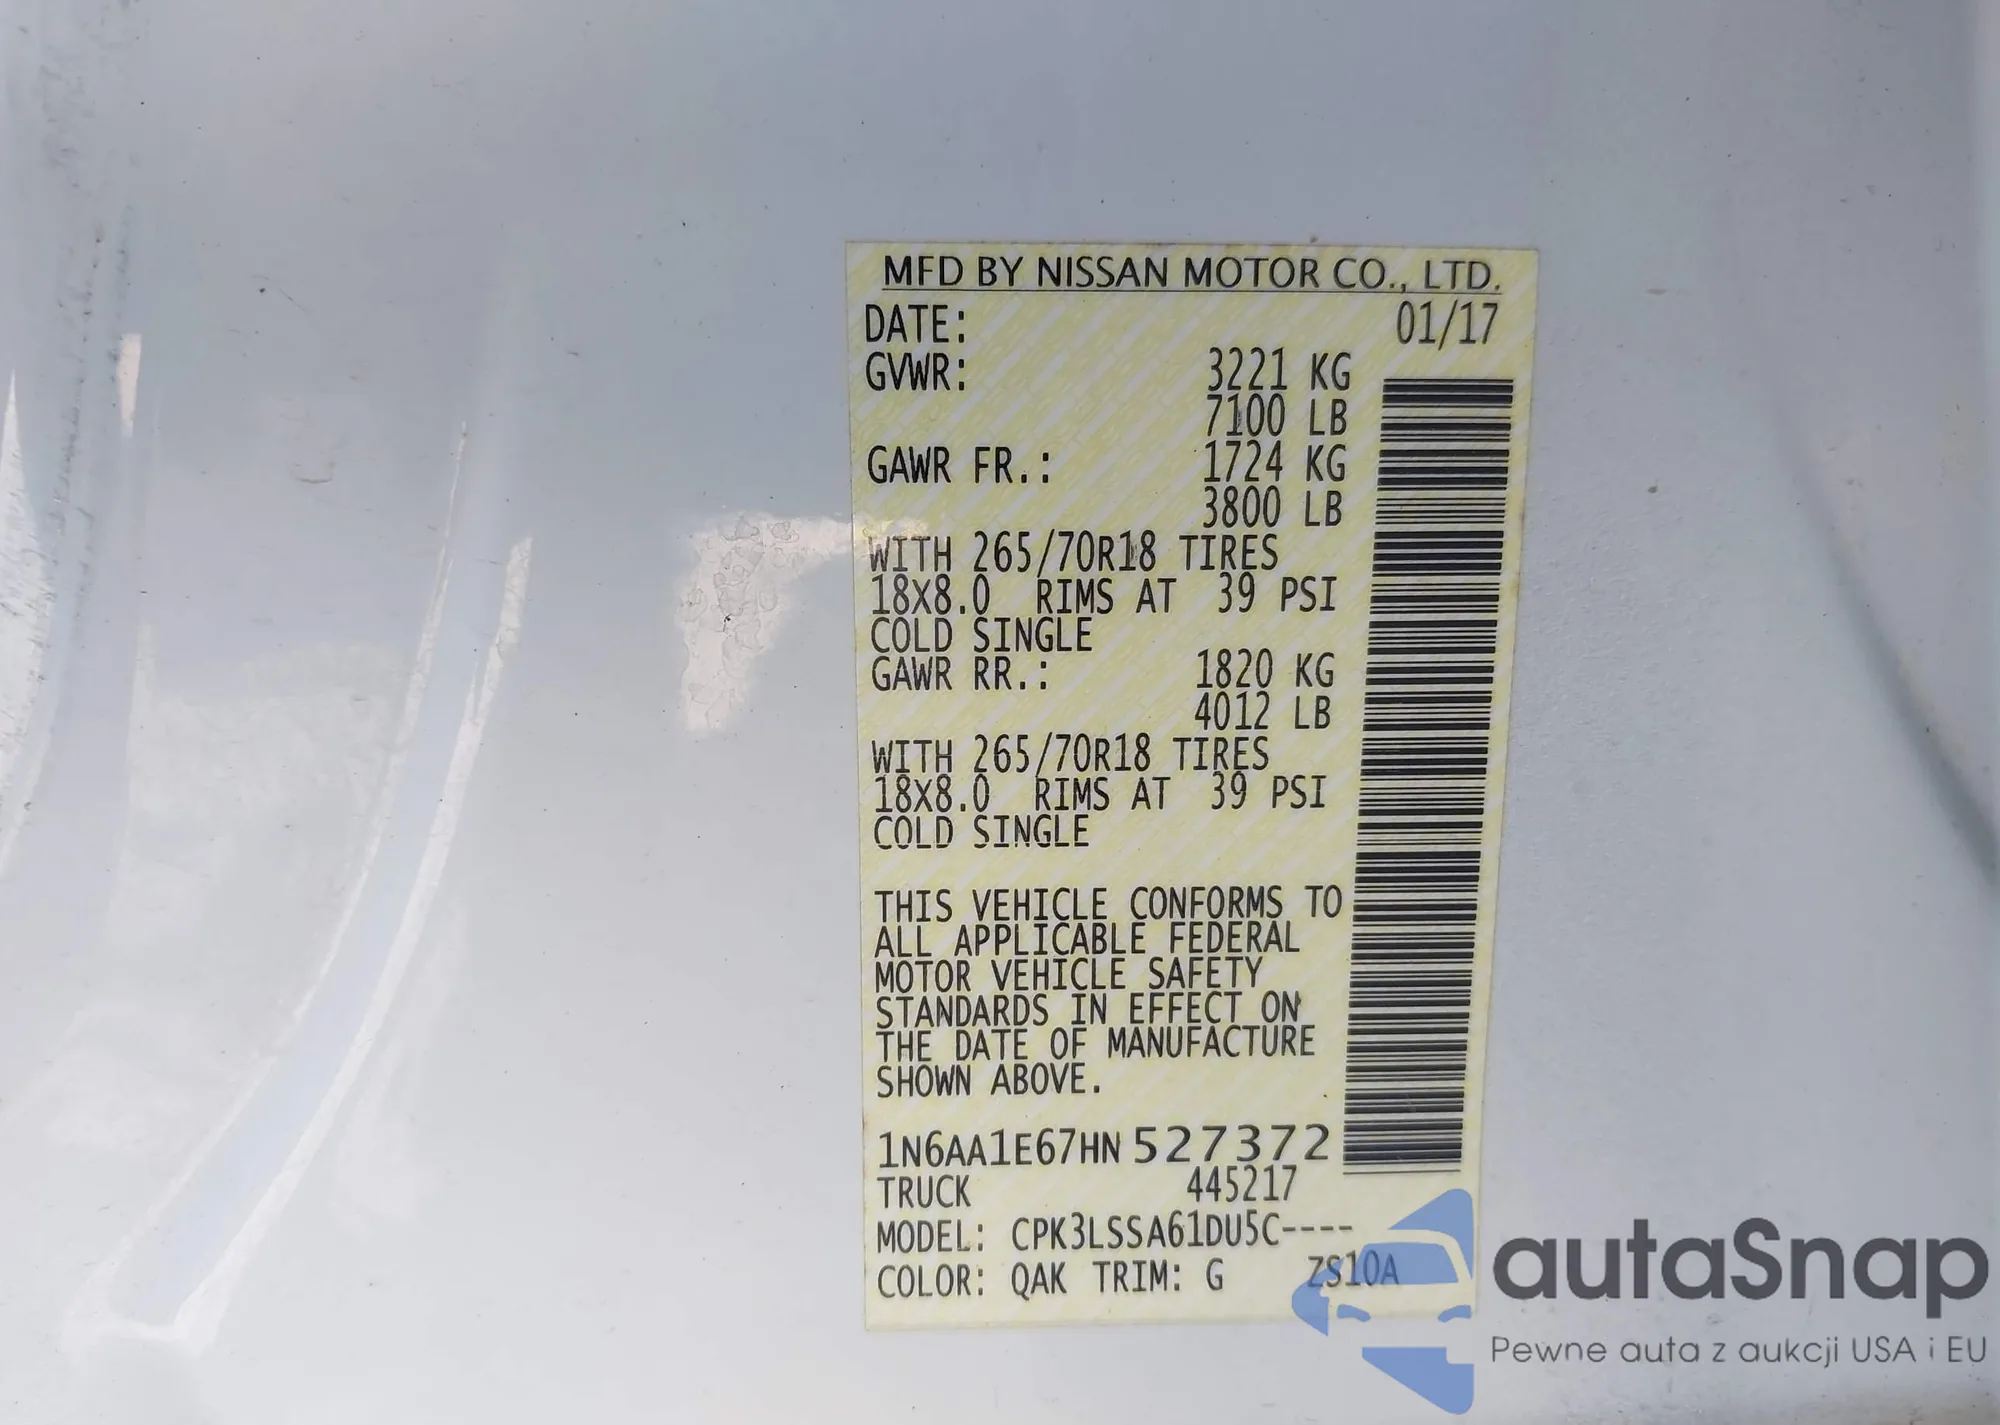 MFD BY NISSAN MOTOR CO., LTD.
DATE: 01/17
GVWR: 3221 KG
7100 LB
GAWR FR.: 1724 KG
3800 LB
WITH 265/70R18 TIRES
18X8.0 RIMS AT 39 PSI
COLD SINGLE
GAWR RR.: 1820 KG
4012 LB
WITH 265/70R18 TIRES
18X8.0 RIMS AT 39 PSI
COLD SINGLE
THIS VEHICLE CONFORMS TO
ALL APPLICABLE FEDERAL
MOTOR VEHICLE SAFETY
STANDARDS IN EFFECT ON
THE DATE OF MANUFACTURE
SHOWN ABOVE.
1N6AA1E67HN527372
TRUCK 445217
MODEL: CPK3LSSA61DU5C----
COLOR: QAK TRIM: G ZS10A
autaSnap
Pewne auta z aukcji USA i EU